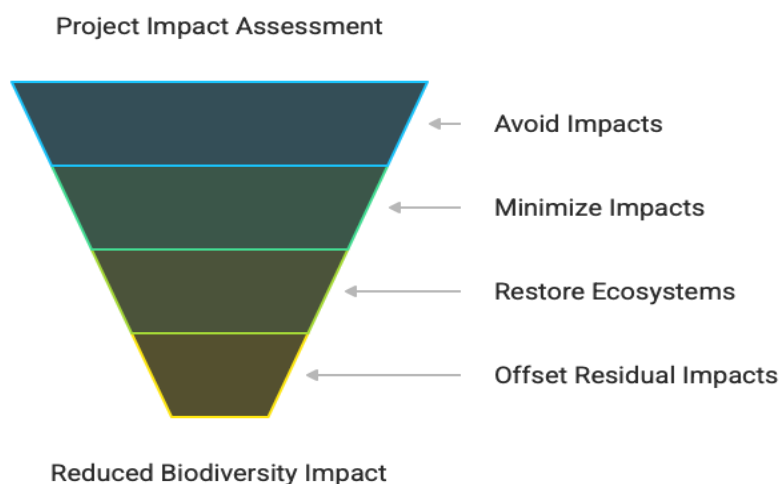 Project Impact Assessment
Avoid Impacts
Minimize Impacts
Restore Ecosystems
Offset Residual Impacts
Reduced Biodiversity Impact